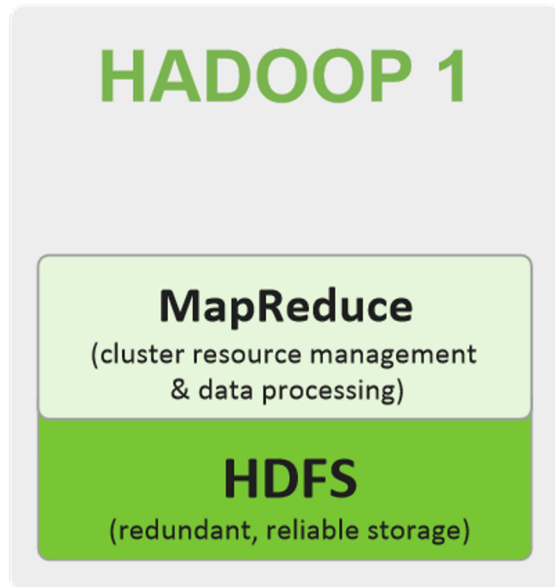 HADOOP 1
MapReduce
(cluster resource management
& data processing)
HDFS
(redundant, reliable storage)